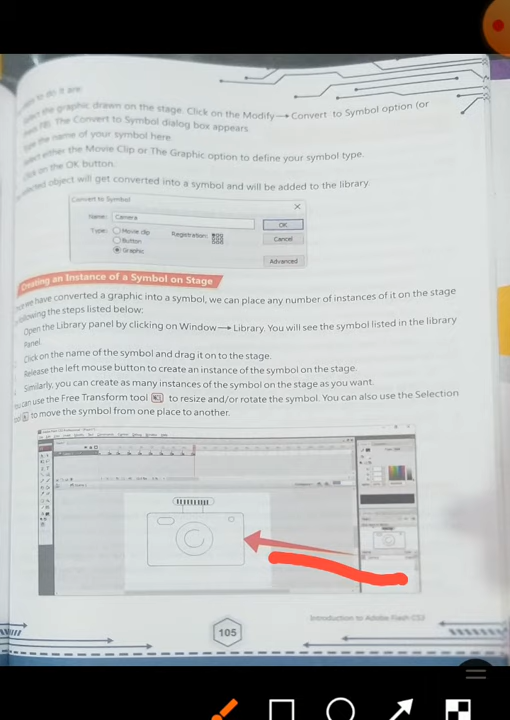 to do it are:
the graphic drawn on the stage. Click on the Modify→Convert to Symbol option (or
F8). The Convert to Symbol dialog box appears.
the name of your symbol here.
either the Movie Clip or The Graphic option to define your symbol type.
on the OK button.
object will get converted into a symbol and will be added to the library.
Convert to Symbol
Name: Camera
OK
Type: Movie clip
Registration:
Button
Cancel
Graphic
Advanced
Creating an Instance of a Symbol on Stage
we have converted a graphic into a symbol, we can place any number of instances of it on the stage
following the steps listed below:
Open the Library panel by clicking on Window→Library. You will see the symbol listed in the library
Panel.
Click on the name of the symbol and drag it on to the stage.
Release the left mouse button to create an instance of the symbol on the stage.
Similarly, you can create as many instances of the symbol on the stage as you want.
You can use the Free Transform tool to resize and/or rotate the symbol. You can also use the Selection
tool to move the symbol from one place to another.
Introduction to Adobe Flash CS3
105